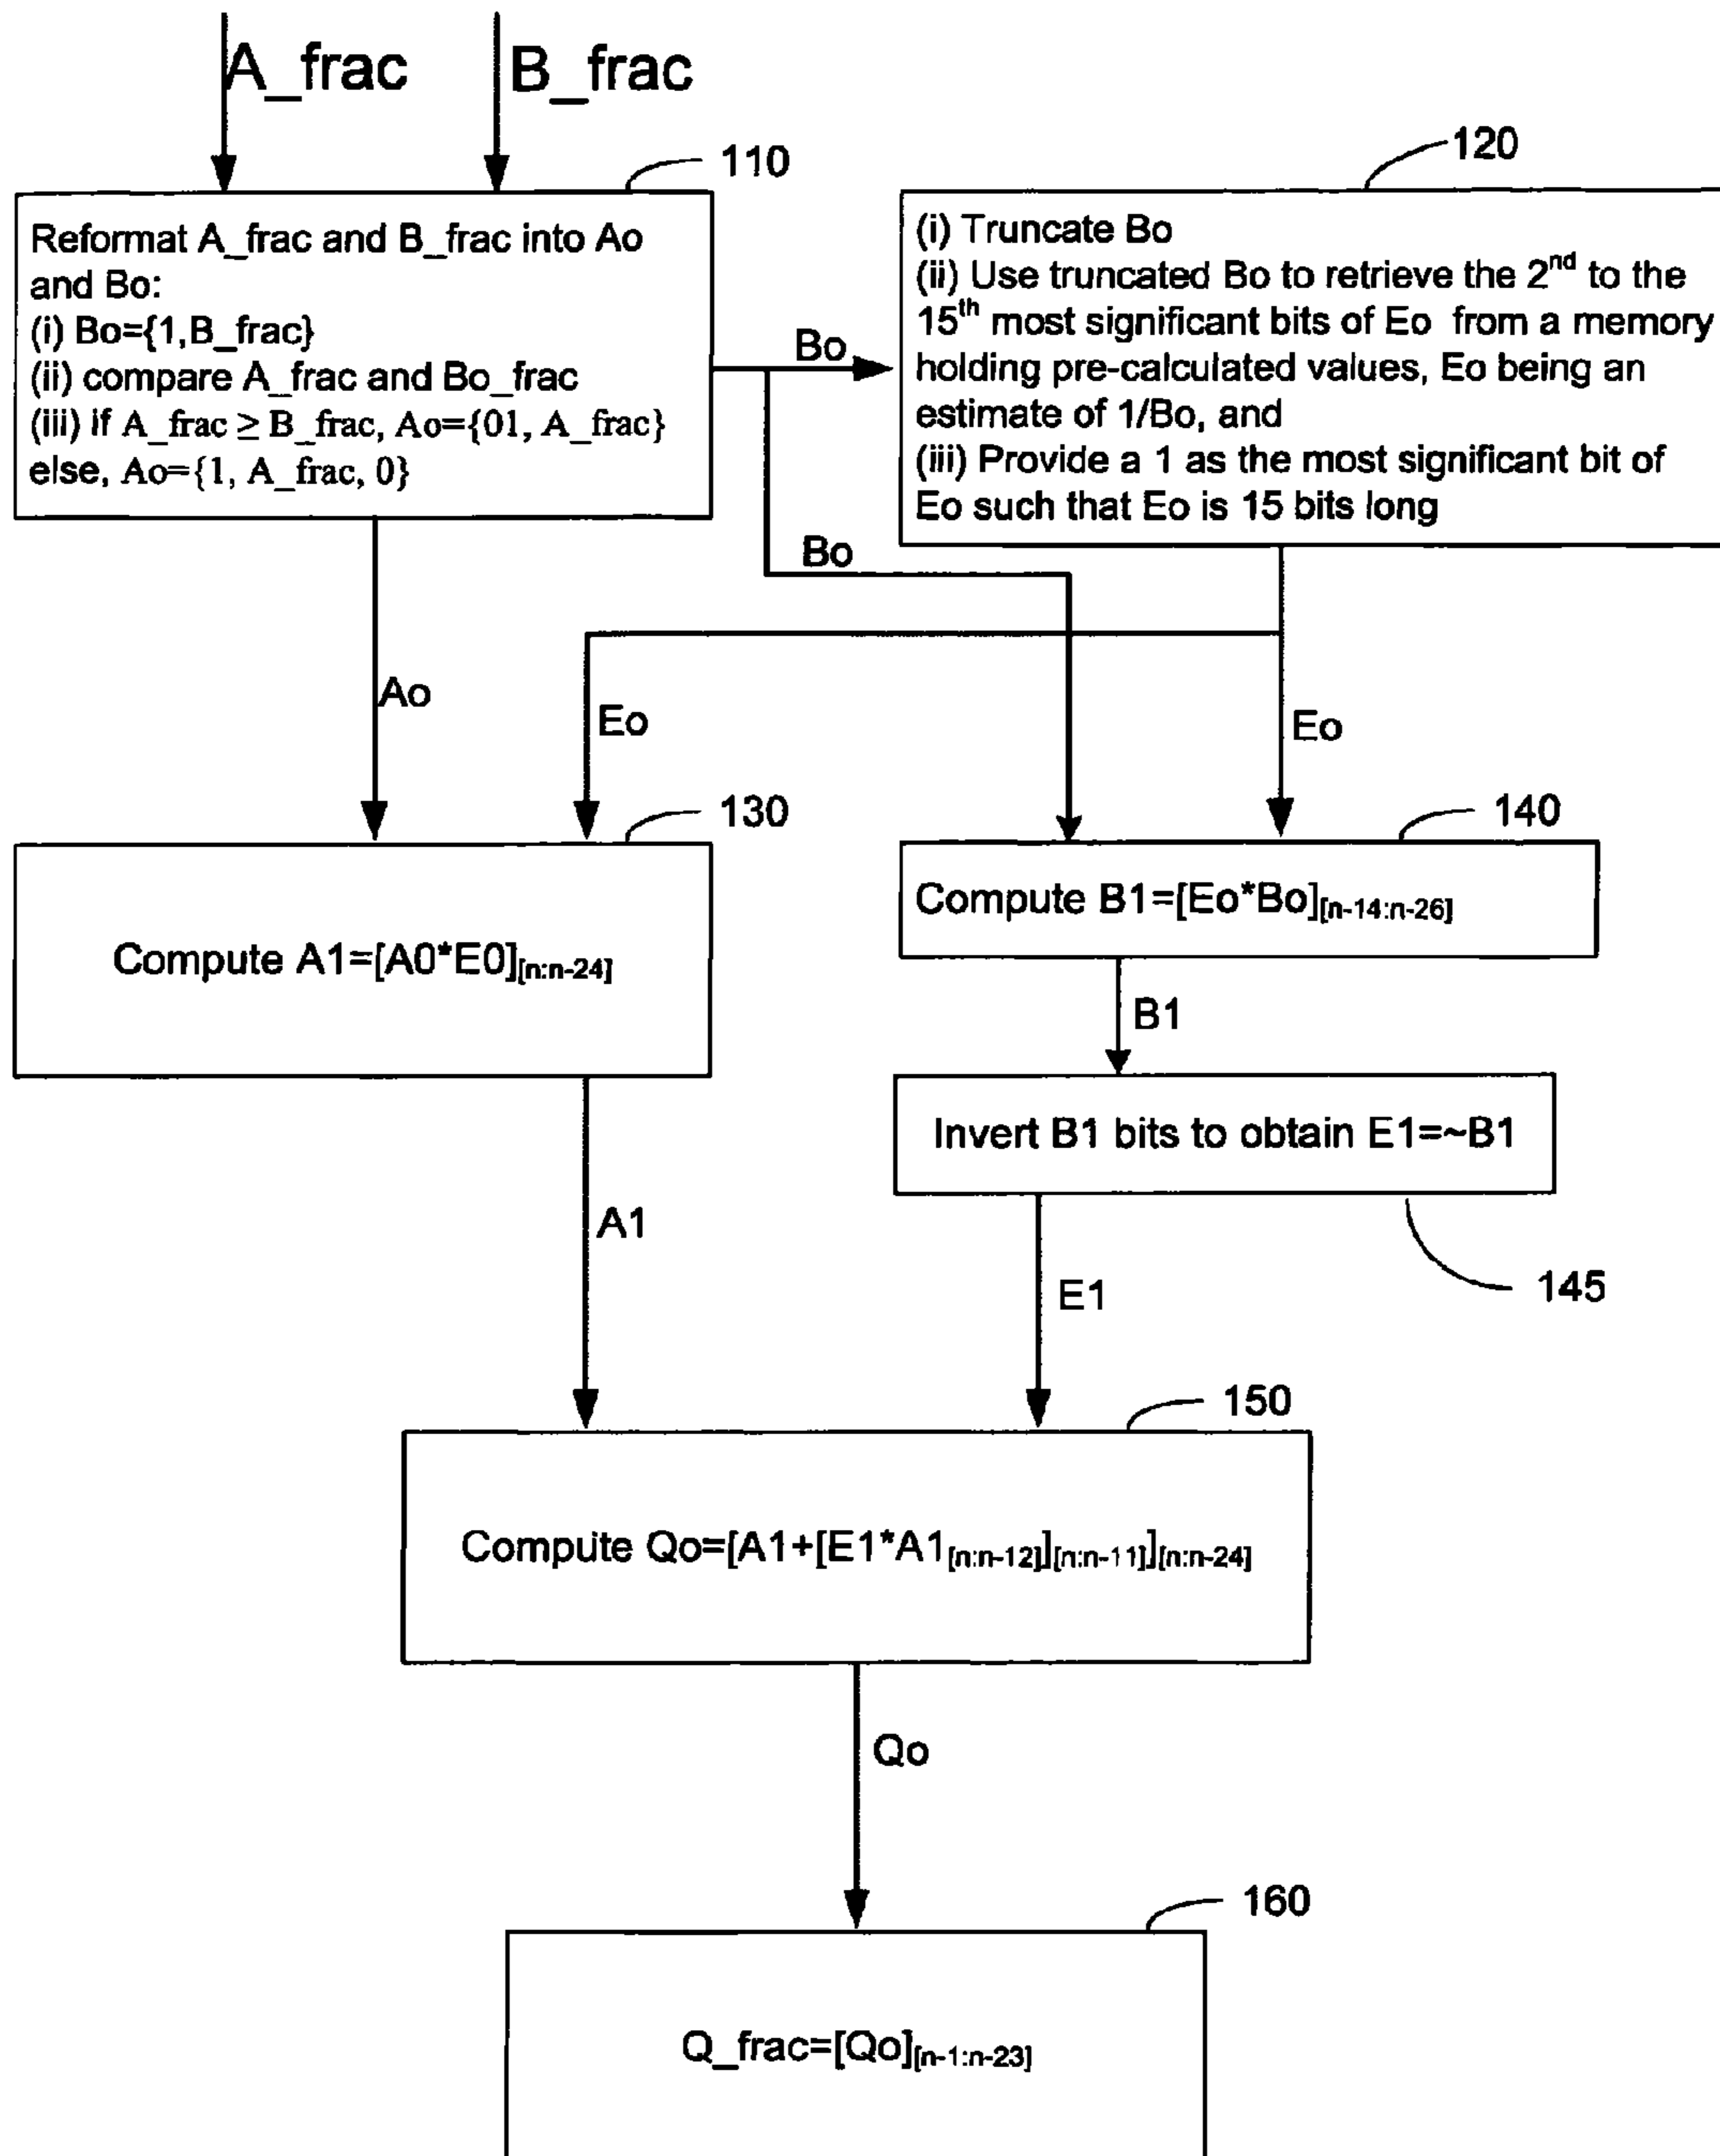 A_frac
B_frac
110
120
Reformat A_frac and B_frac into Ao
and Bo:
(i) Bo={1,B_frac}
(ii) compare A_frac and Bo_frac
(iii) if A_frac ≥ B_frac, Ao={01, A_frac}
else, Ao={1, A_frac, 0}
Bo
(i) Truncate Bo
(ii) Use truncated Bo to retrieve the 2nd to the
15th most significant bits of Eo from a memory
holding pre-calculated values, Eo being an
estimate of 1/Bo, and
(iii) Provide a 1 as the most significant bit of
Eo such that Eo is 15 bits long
Bo
Ao
Eo
Eo
130
140
Compute A1=[A0*E0][n:n-24]
Compute B1=[Eo*Bo][n-14:n-26]
B1
Invert B1 bits to obtain E1=~B1
145
A1
E1
150
Compute Qo=[A1+[E1*A1[n:n-12]][n:n-11]][n:n-24]
Qo
160
Q_frac=[Qo][n-1:n-23]